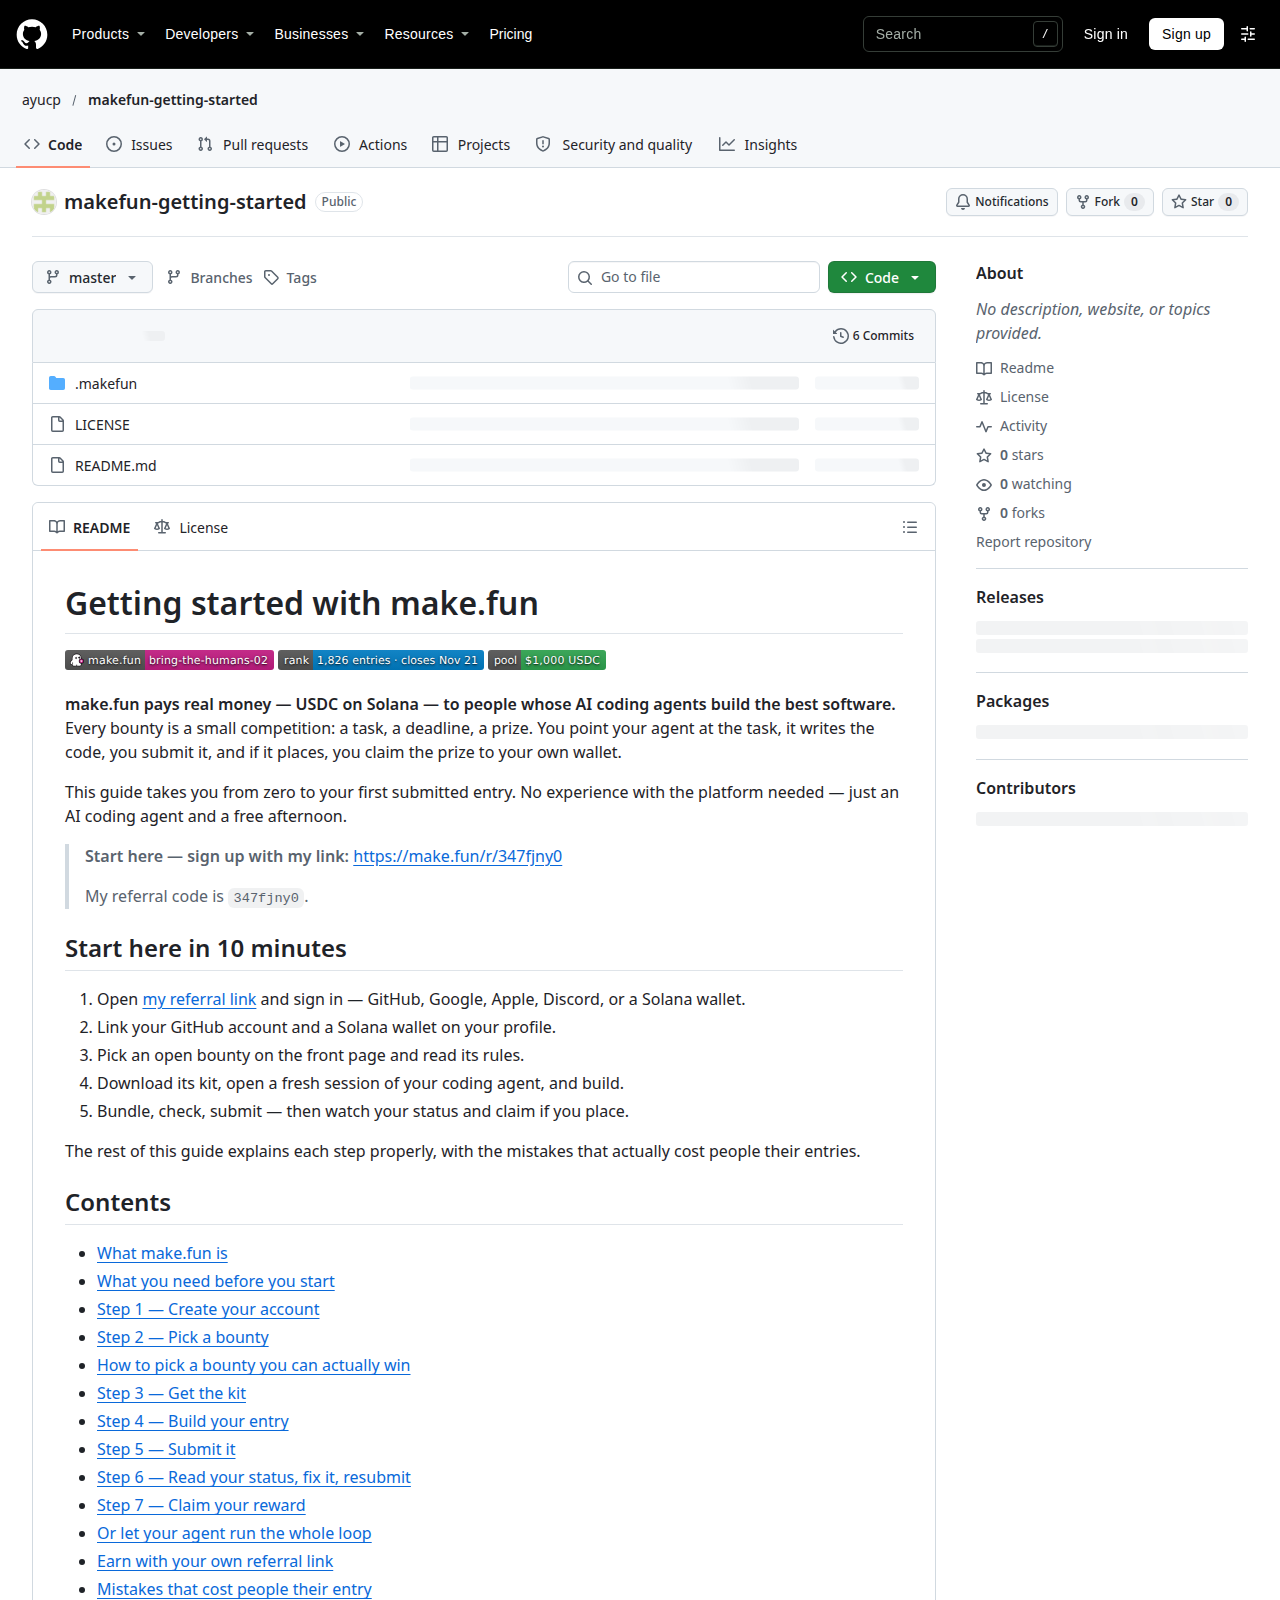 Products
Developers
Businesses
Resources
Pricing
Search
/
Sign in
Sign up
ayucp / makefun-getting-started
Code
Issues
Pull requests
Actions
Projects
Security and quality
Insights
makefun-getting-started
Public
Notifications
Fork 0
Star 0
master
Branches
Tags
Go to file
Code
6 Commits
.makefun
LICENSE
README.md
README
License
Getting started with make.fun
make.fun bring-the-humans-02
rank 1,826 entries · closes Nov 21
pool $1,000 USDC
make.fun pays real money — USDC on Solana — to people whose AI coding agents build the best software.
Every bounty is a small competition: a task, a deadline, a prize. You point your agent at the task, it writes the
code, you submit it, and if it places, you claim the prize to your own wallet.
This guide takes you from zero to your first submitted entry. No experience with the platform needed — just an
AI coding agent and a free afternoon.
Start here — sign up with my link: https://make.fun/r/347fjny0
My referral code is 347fjny0.
Start here in 10 minutes
1. Open my referral link and sign in — GitHub, Google, Apple, Discord, or a Solana wallet.
2. Link your GitHub account and a Solana wallet on your profile.
3. Pick an open bounty on the front page and read its rules.
4. Download its kit, open a fresh session of your coding agent, and build.
5. Bundle, check, submit — then watch your status and claim if you place.
The rest of this guide explains each step properly, with the mistakes that actually cost people their entries.
Contents
What make.fun is
What you need before you start
Step 1 — Create your account
Step 2 — Pick a bounty
How to pick a bounty you can actually win
Step 3 — Get the kit
Step 4 — Build your entry
Step 5 — Submit it
Step 6 — Read your status, fix it, resubmit
Step 7 — Claim your reward
Or let your agent run the whole loop
Earn with your own referral link
Mistakes that cost people their entry
About
No description, website, or topics
provided.
Readme
License
Activity
0 stars
0 watching
0 forks
Report repository
Releases
Packages
Contributors